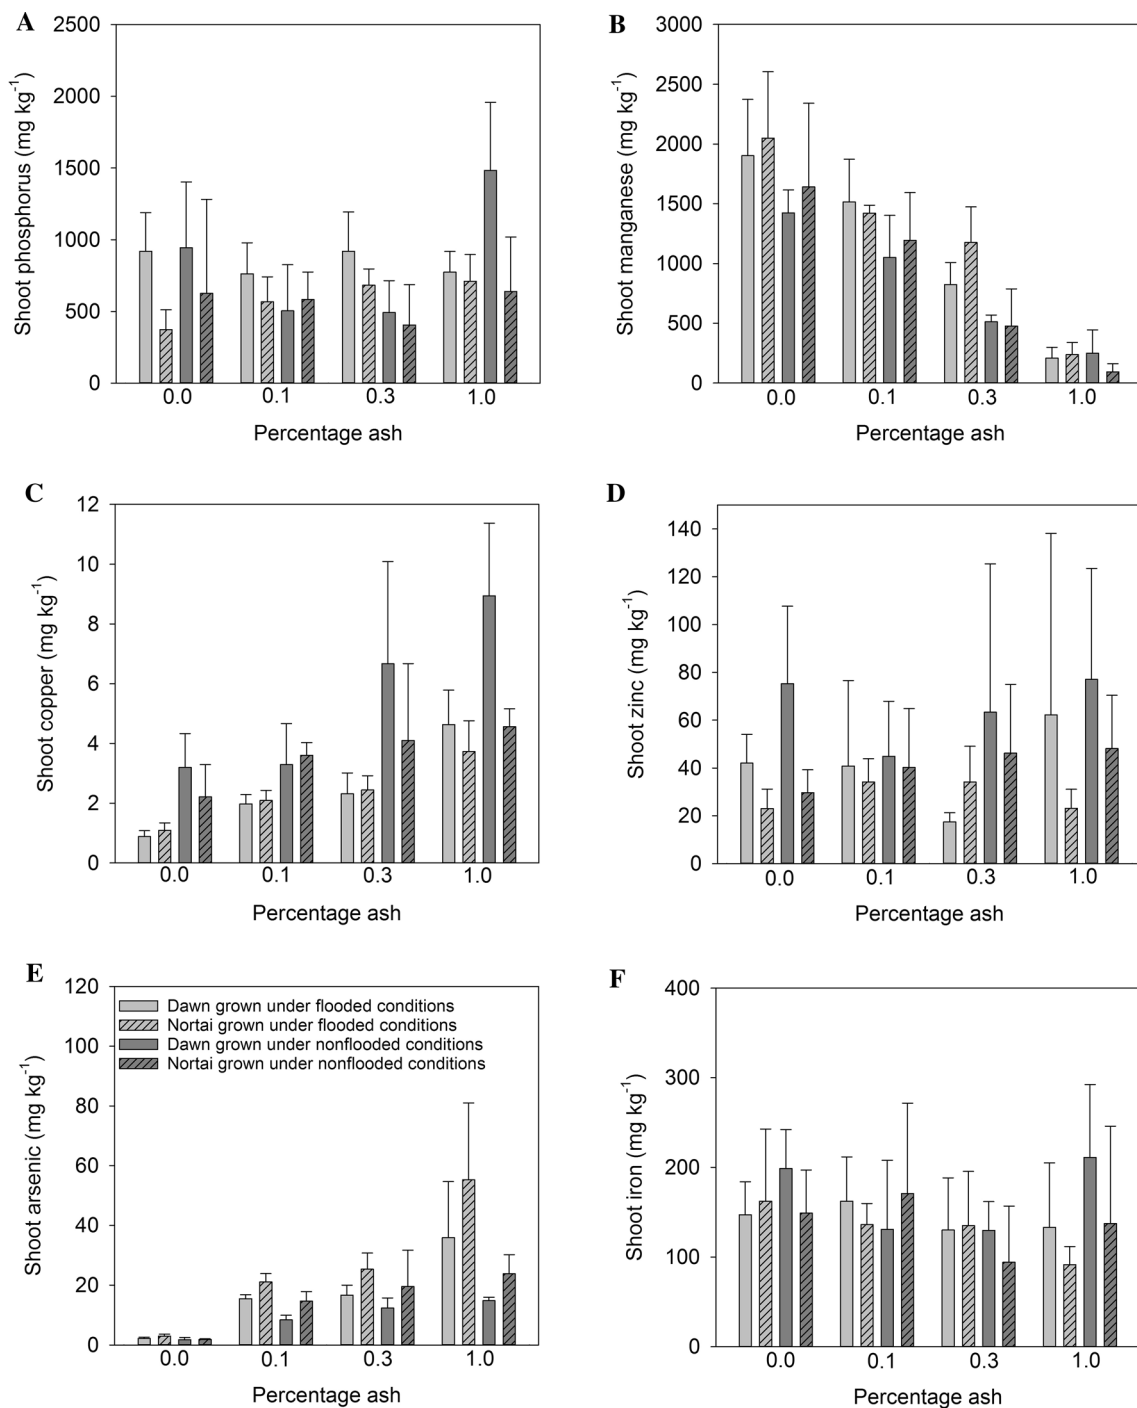 A
Shoot phosphorus (mg kg⁻¹)
2500
2000
1500
1000
500
0
0.0 0.1 0.3 1.0
Percentage ash
B
Shoot manganese (mg kg⁻¹)
3000
2500
2000
1500
1000
500
0
0.0 0.1 0.3 1.0
Percentage ash
C
Shoot copper (mg kg⁻¹)
12
10
8
6
4
2
0
0.0 0.1 0.3 1.0
Percentage ash
D
Shoot zinc (mg kg⁻¹)
140
120
100
80
60
40
20
0
0.0 0.1 0.3 1.0
Percentage ash
E
Shoot arsenic (mg kg⁻¹)
120
100
80
60
40
20
0
Dawn grown under flooded conditions
Nortai grown under flooded conditions
Dawn grown under nonflooded conditions
Nortai grown under nonflooded conditions
0.0 0.1 0.3 1.0
Percentage ash
F
Shoot iron (mg kg⁻¹)
400
300
200
100
0
0.0 0.1 0.3 1.0
Percentage ash